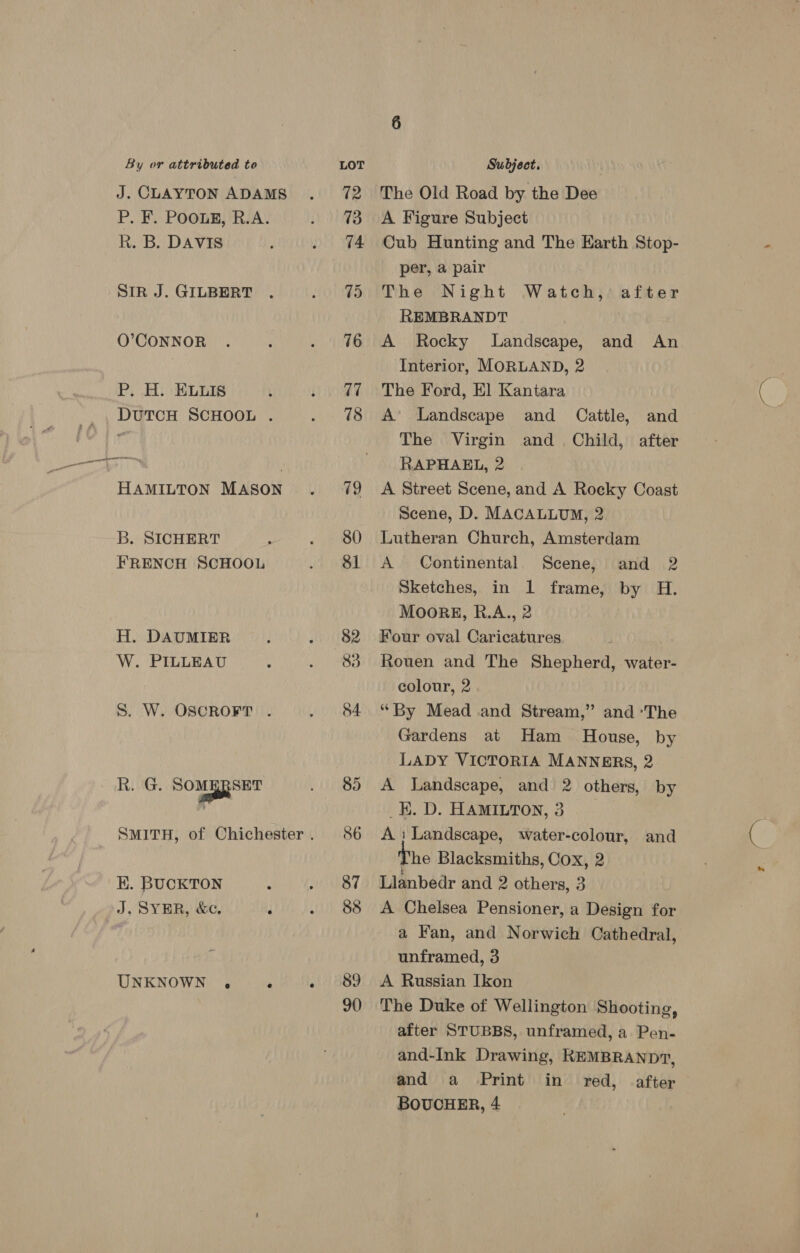 6
By or attributed to LOT Subject.
J. CLAYTON ADAMS . 72 The Old Road by the Dee
P. F. POOLE, R.A. . 73 A Figure Subject
R. B. DAVIS . . 74 Cub Hunting and The Earth Stop-
per, a pair
SIR J. GILBERT . . 75 The Night Watch, after
REMBRANDT
O'CONNOR . . . 76 A Rocky Landscape, and An
Interior, MORLAND, 2
P. H. ELLIS . . 77 The Ford, El Kantara
DUTCH SCHOOL . . 78 A Landscape and Cattle, and
The Virgin and Child, after
RAPHAEL, 2
HAMILTON MASON . 79 A Street Scene, and A Rocky Coast
Scene, D. MACALLUM, 2
B. SICHERT . . 80 Lutheran Church, Amsterdam
FRENCH SCHOOL . 81 A Continental Scene, and 2
Sketches, in 1 frame, by H.
MOORE, R.A., 2
H. DAUMIER . . 82 Four oval Caricatures
W. PILLEAU . . 83 Rouen and The Shepherd, water-
colour, 2
S. W. OSCROFT . . 84 “By Mead and Stream,” and The
Gardens at Ham House, by
LADY VICTORIA MANNERS, 2
R. G. SOMERSET . 85 A Landscape, and 2 others, by
E. D. HAMILTON, 3
SMITH, of Chichester . 86 A Landscape, water-colour, and
The Blacksmiths, COX, 2
E. BUCKTON . . 87 Llanbedr and 2 others, 3
J. SYER, &c. . . 88 A Chelsea Pensioner, a Design for
a Fan, and Norwich Cathedral,
unframed, 3
UNKNOWN . . . 89 A Russian Ikon
90 The Duke of Wellington Shooting,
after STUBBS, unframed, a Pen-
and-Ink Drawing, REMBRANDT,
and a Print in red, after
BOUCHER, 4